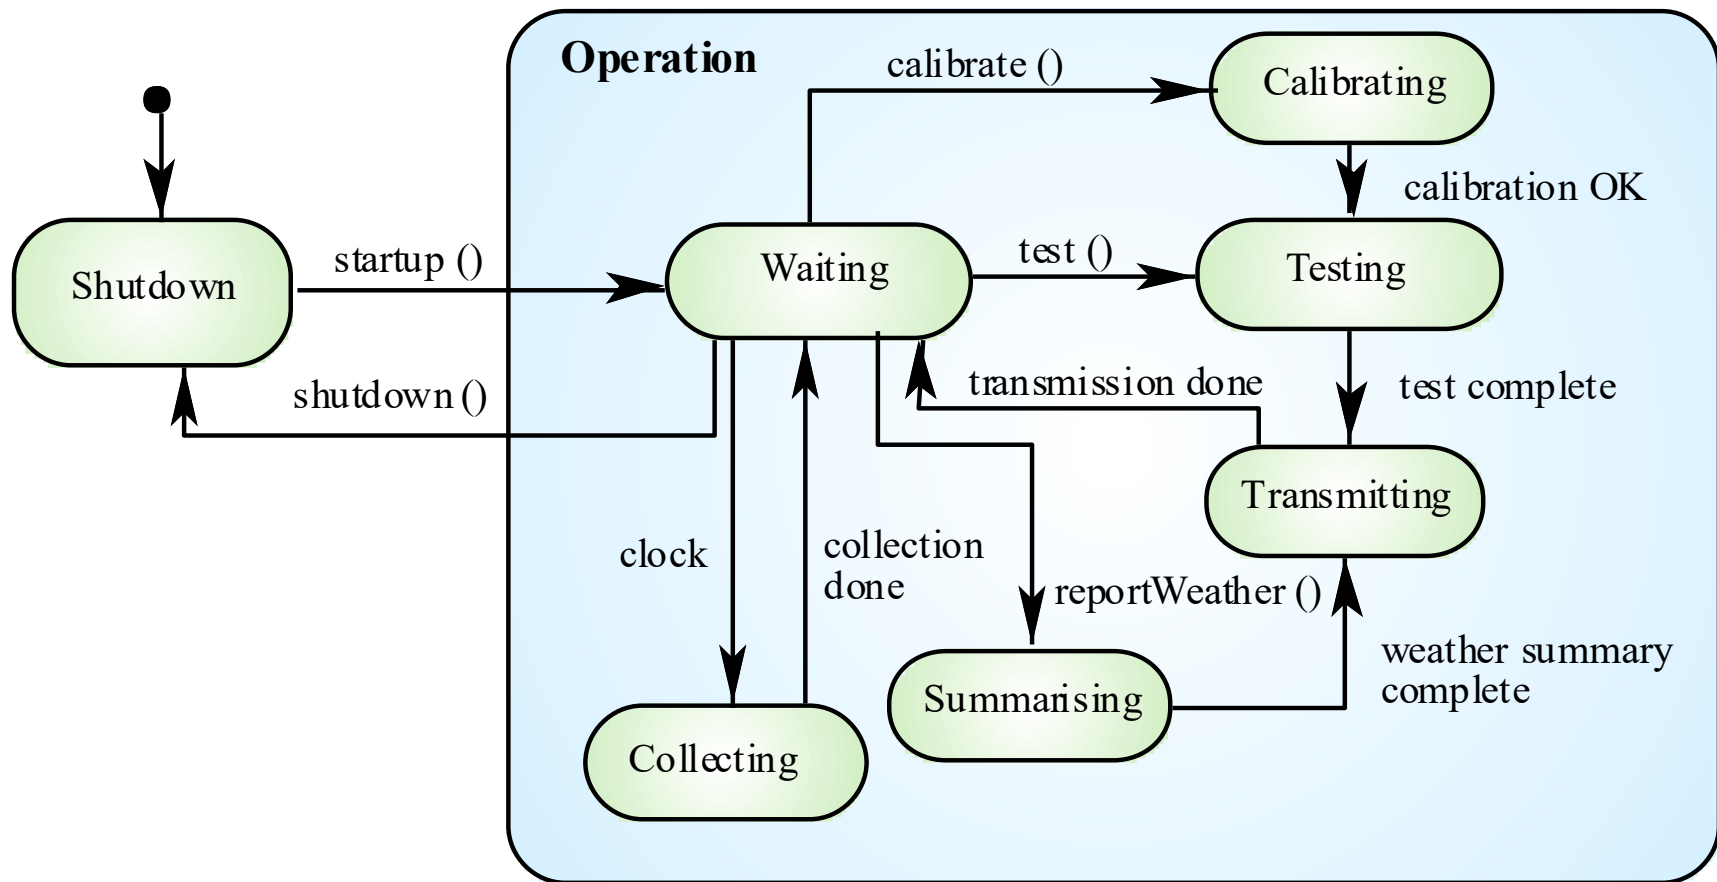 Operation
calibrate ()
Calibrating
calibration OK
startup ()
Waiting
test ()
Testing
Shutdown
shutdown ()
transmission done
test complete
Transmitting
clock
collection
done
reportWeather ()
weather summary
complete
Summarising
Collecting